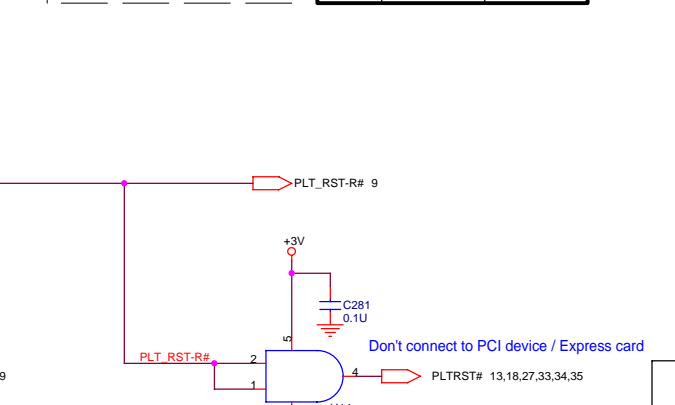 PLT_RST-R# 9
+3V
C281
0.1U
5
Don't connect to PCI device / Express card
PLT_RST-R#
2
4
PLTRST# 13,18,27,33,34,35
9
1